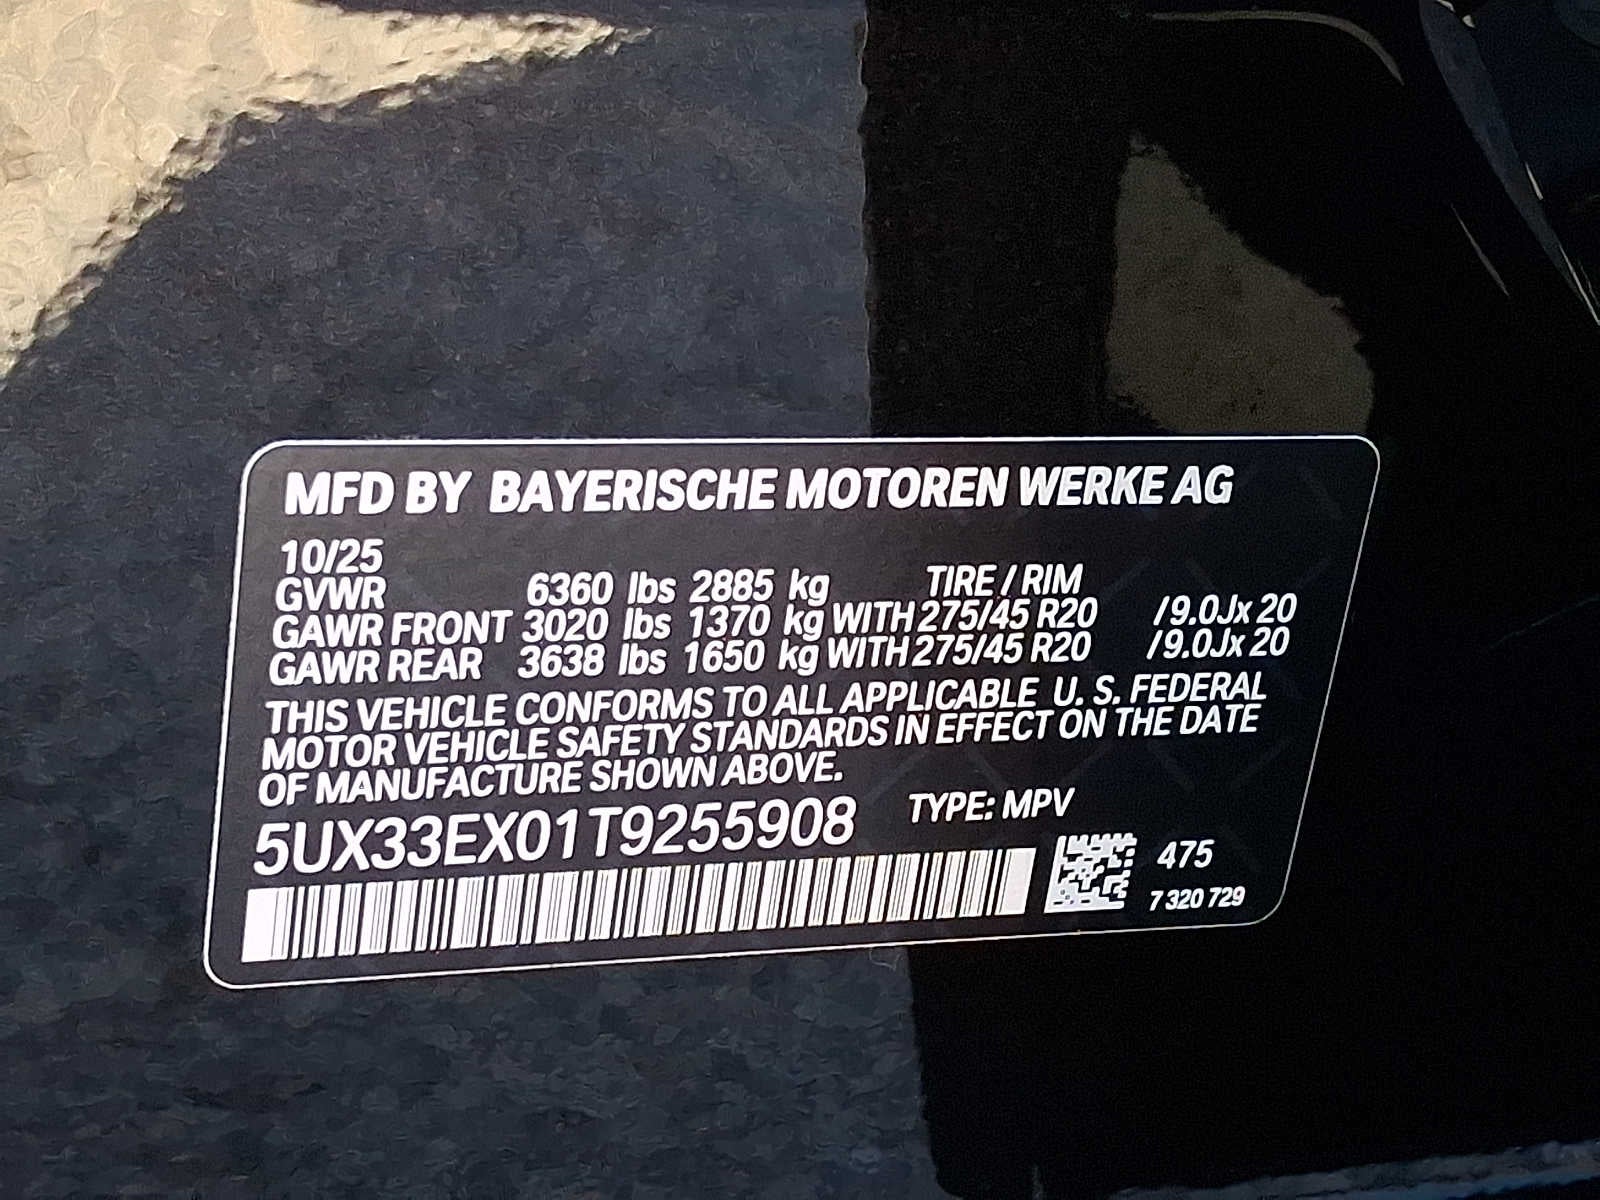 MFD BY BAYERISCHE MOTOREN WERKE AG
10/25
GVWR 6360 lbs 2885 kg TIRE / RIM
GAWR FRONT 3020 lbs 1370 kg WITH 275/45 R20 / 9.0Jx 20
GAWR REAR 3638 lbs 1650 kg WITH 275/45 R20 / 9.0Jx 20
THIS VEHICLE CONFORMS TO ALL APPLICABLE U. S. FEDERAL
MOTOR VEHICLE SAFETY STANDARDS IN EFFECT ON THE DATE
OF MANUFACTURE SHOWN ABOVE.
5UX33EX01T9255908 TYPE: MPV
475
7 320 729